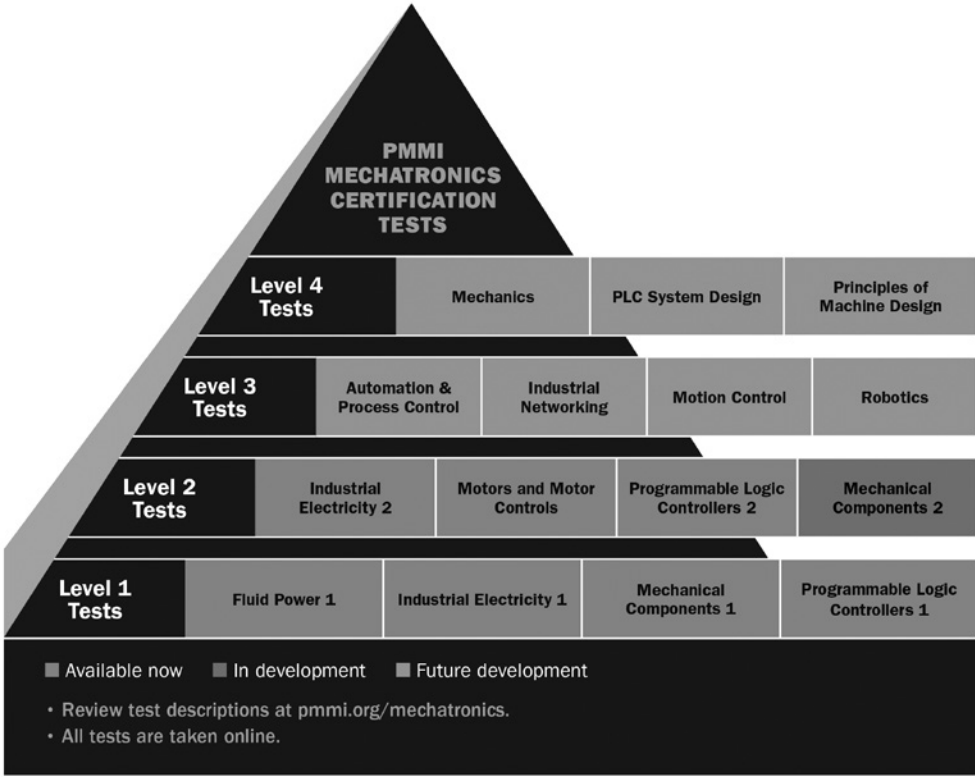 PMMI
MECHATRONICS
CERTIFICATION
TESTS
Level 4
Tests
Mechanics
PLC System Design
Principles of
Machine Design
Level 3
Tests
Automation &
Process Control
Industrial
Networking
Motion Control
Robotics
Level 2
Tests
Industrial
Electricity 2
Motors and Motor
Controls
Programmable Logic
Controllers 2
Mechanical
Components 2
Level 1
Tests
Fluid Power 1
Industrial Electricity 1
Mechanical
Components 1
Programmable Logic
Controllers 1
Available now
In development
Future development
• Review test descriptions at pmmi.org/mechatronics.
• All tests are taken online.